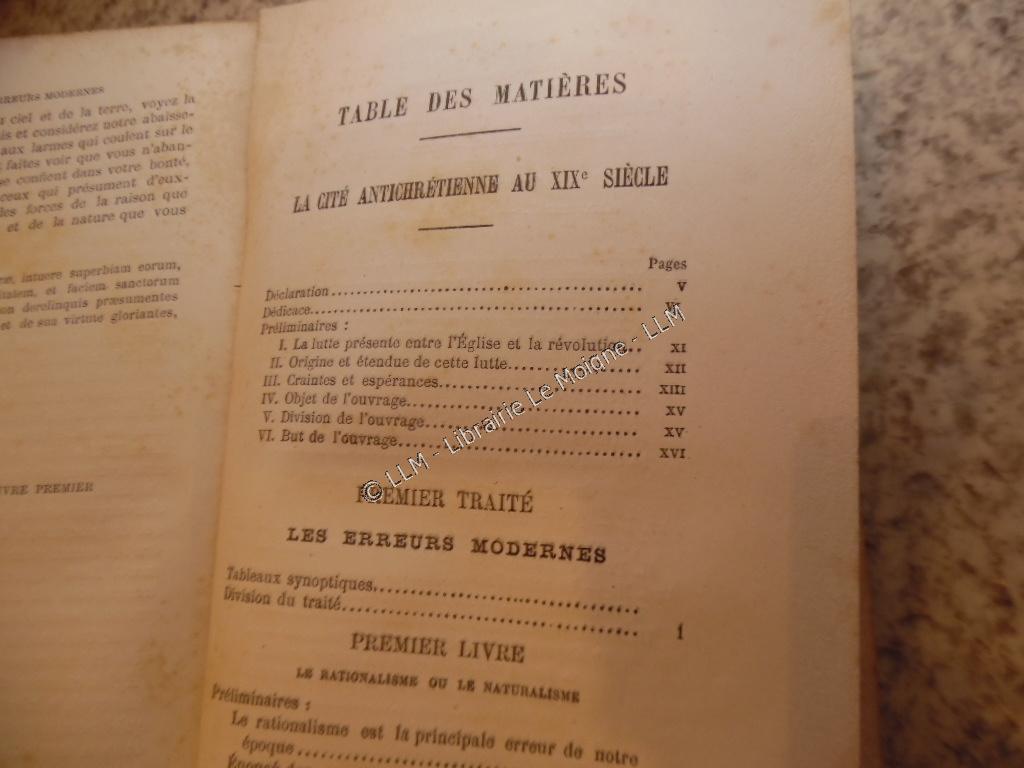 ERREURS MODERNES
ciel et de la terre, voyez la
et considérez notre abaisse-
aux larmes qui coulent sur le
faites voir que vous n'aban-
se confient dans votre bonté,
ceux qui présument d'eux-
des forces de la raison que
et de la nature que vous
intuere superbiam eorum,
et faciem sanctorum
non derelinquis præsumentes
et de sua virtute gloriantes,
LIVRE PREMIER
TABLE DES MATIÈRES
LA CITÉ ANTICHRÉTIENNE AU XIXe SIÈCLE
Pages
Déclaration........ V
Dédicace........
Préliminaires :
I. La lutte présente entre l'Église et la révolution.. XI
II. Origine et étendue de cette lutte........ XII
III. Craintes et espérances........ XIII
IV. Objet de l'ouvrage........ XV
V. Division de l'ouvrage........ XV
VI. But de l'ouvrage........ XVI
© LLM - Librairie Le Moigne - LLM
PREMIER TRAITÉ
LES ERREURS MODERNES
Tableaux synoptiques........
Division du traité........ 1
PREMIER LIVRE
LE RATIONALISME OU LE NATURALISME
Préliminaires :
Le rationalisme est la principale erreur de notre
époque........